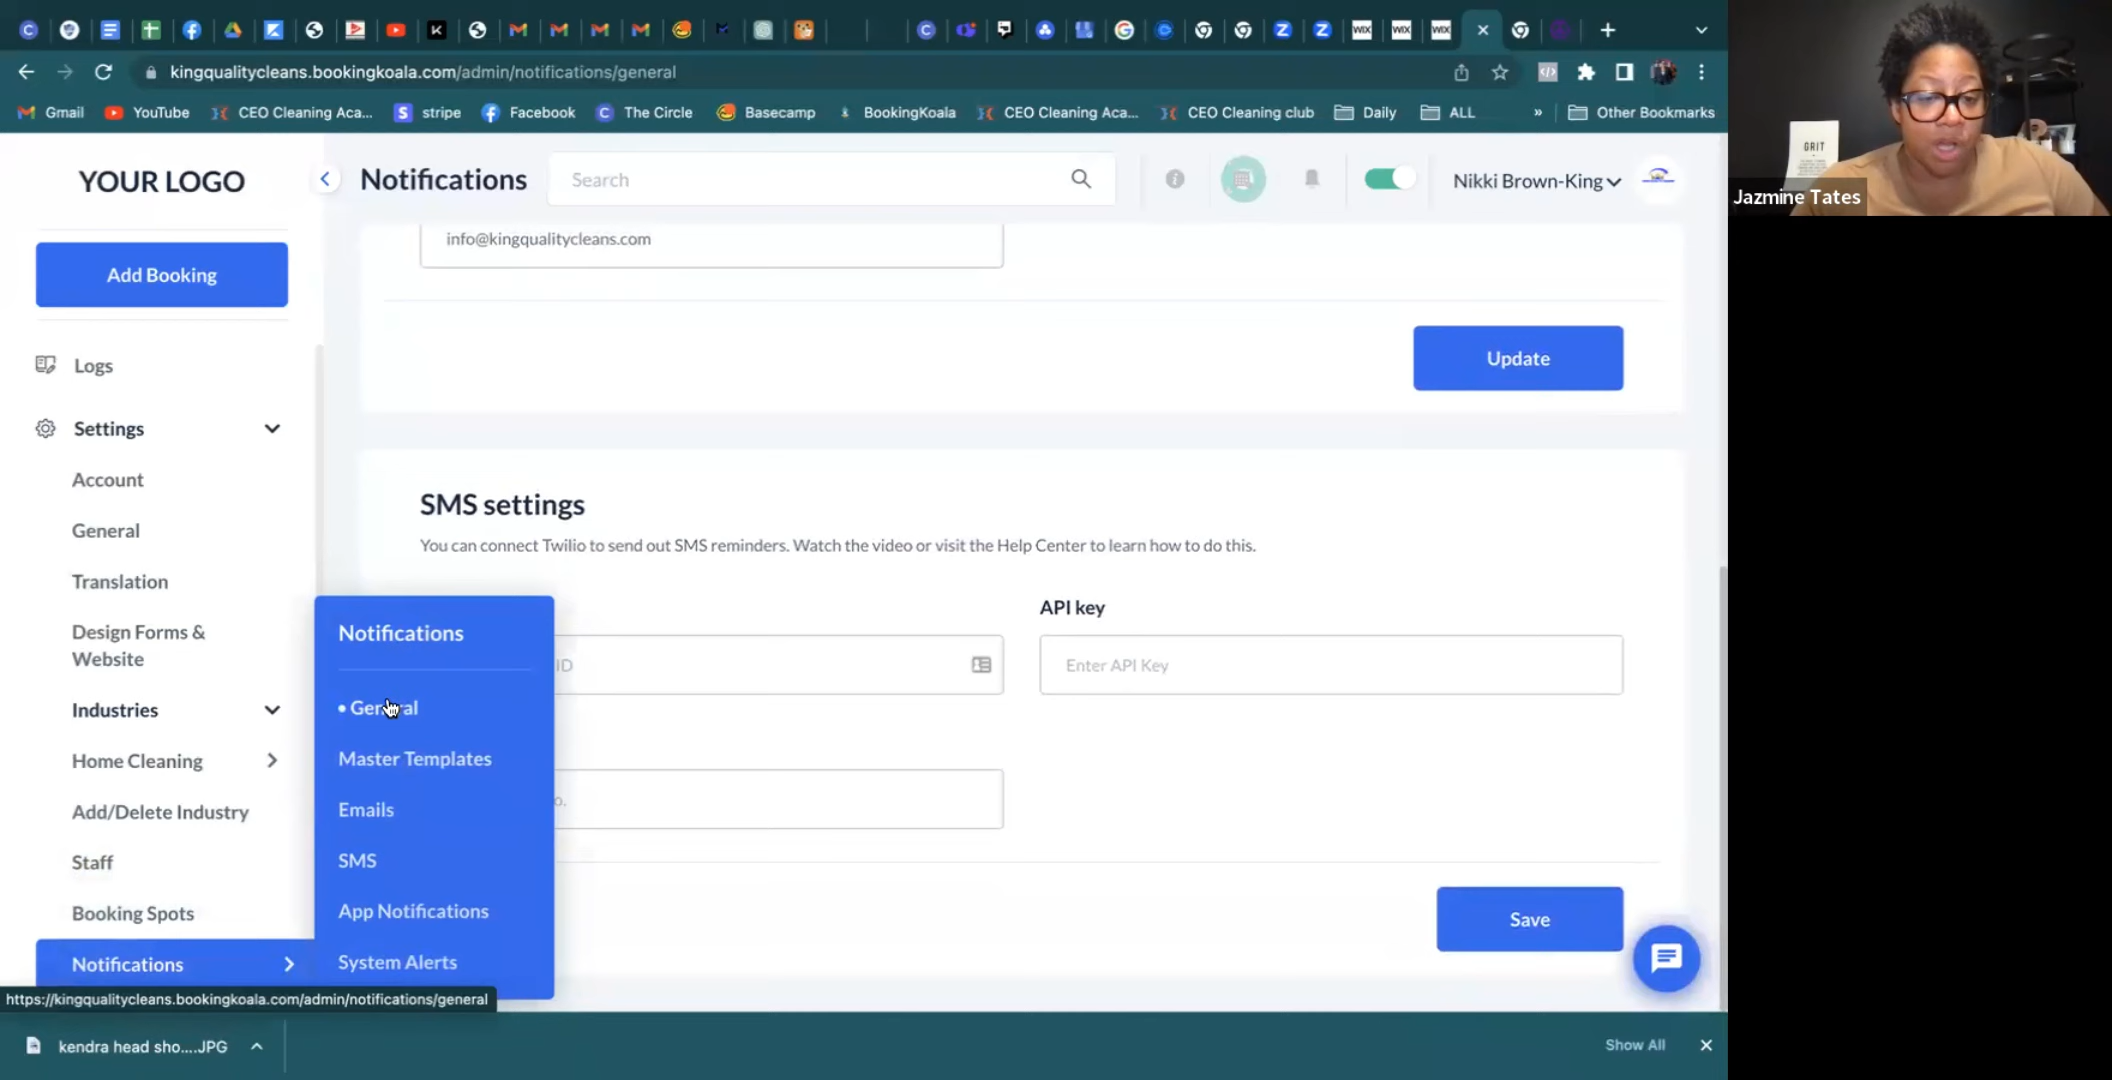 kingqualitycleans.bookingkoala.com/admin/notifications/general
Gmail
YouTube
CEO Cleaning Aca...
stripe
Facebook
The Circle
Basecamp
BookingKoala
CEO Cleaning Aca...
CEO Cleaning club
Daily
ALL
»
Other Bookmarks
WIX
WIX
WIX
GRIT
Jazmine Tates
YOUR LOGO
Notifications
Search
Nikki Brown-King
Add Booking
info@kingqualitycleans.com
Update
Logs
Settings
Account
General
Translation
Design Forms &
Website
Industries
Home Cleaning
Add/Delete Industry
Staff
Booking Spots
Notifications
SMS settings
You can connect Twilio to send out SMS reminders. Watch the video or visit the Help Center to learn how to do this.
API key
ID
Enter API Key
o.
Notifications
• General
Master Templates
Emails
SMS
App Notifications
System Alerts
Save
https://kingqualitycleans.bookingkoala.com/admin/notifications/general
kendra head sho....JPG
Show All